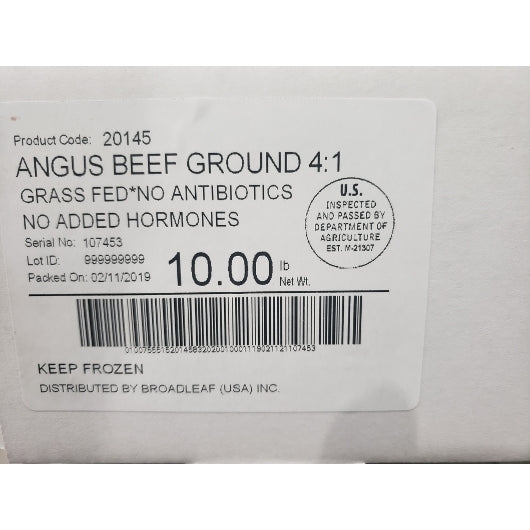 Product Code: 20145
ANGUS BEEF GROUND 4:1
GRASS FED*NO ANTIBIOTICS
NO ADDED HORMONES
Serial No: 107453
Lot ID: 999999999
Packed On: 02/11/2019
10.00 lb
Net Wt.
U.S.
INSPECTED
AND PASSED BY
DEPARTMENT OF
AGRICULTURE
EST. M-21307
KEEP FROZEN
DISTRIBUTED BY BROADLEAF (USA) INC.